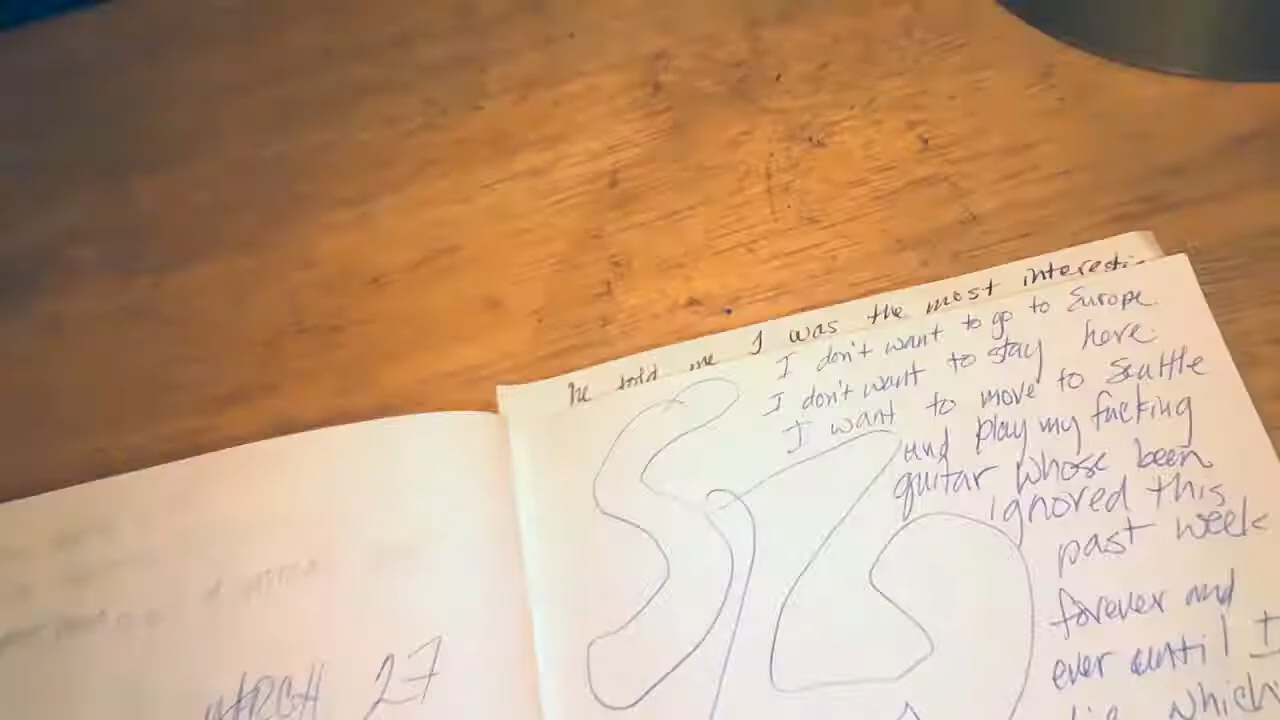 he told me I was the most
I don't want to go to Europe.
I don't want to stay here.
I want to move to Seattle
and play my fucking
guitar whose been
ignored this
past week
forever and
ever until I
die which
MARCH 27